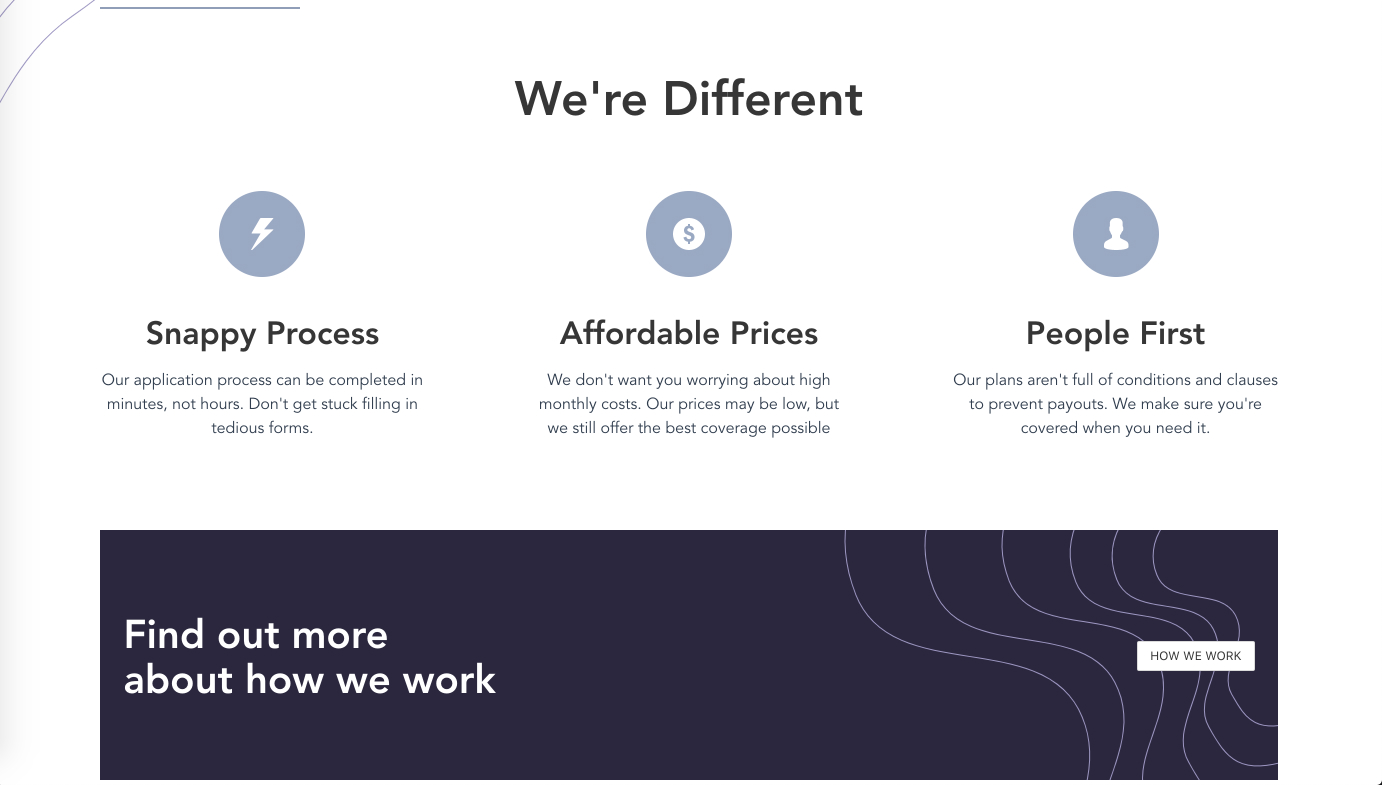 We're Different
Snappy Process
Our application process can be completed in
minutes, not hours. Don't get stuck filling in
tedious forms.
Affordable Prices
We don't want you worrying about high
monthly costs. Our prices may be low, but
we still offer the best coverage possible
People First
Our plans aren't full of conditions and clauses
to prevent payouts. We make sure you're
covered when you need it.
Find out more
about how we work
HOW WE WORK